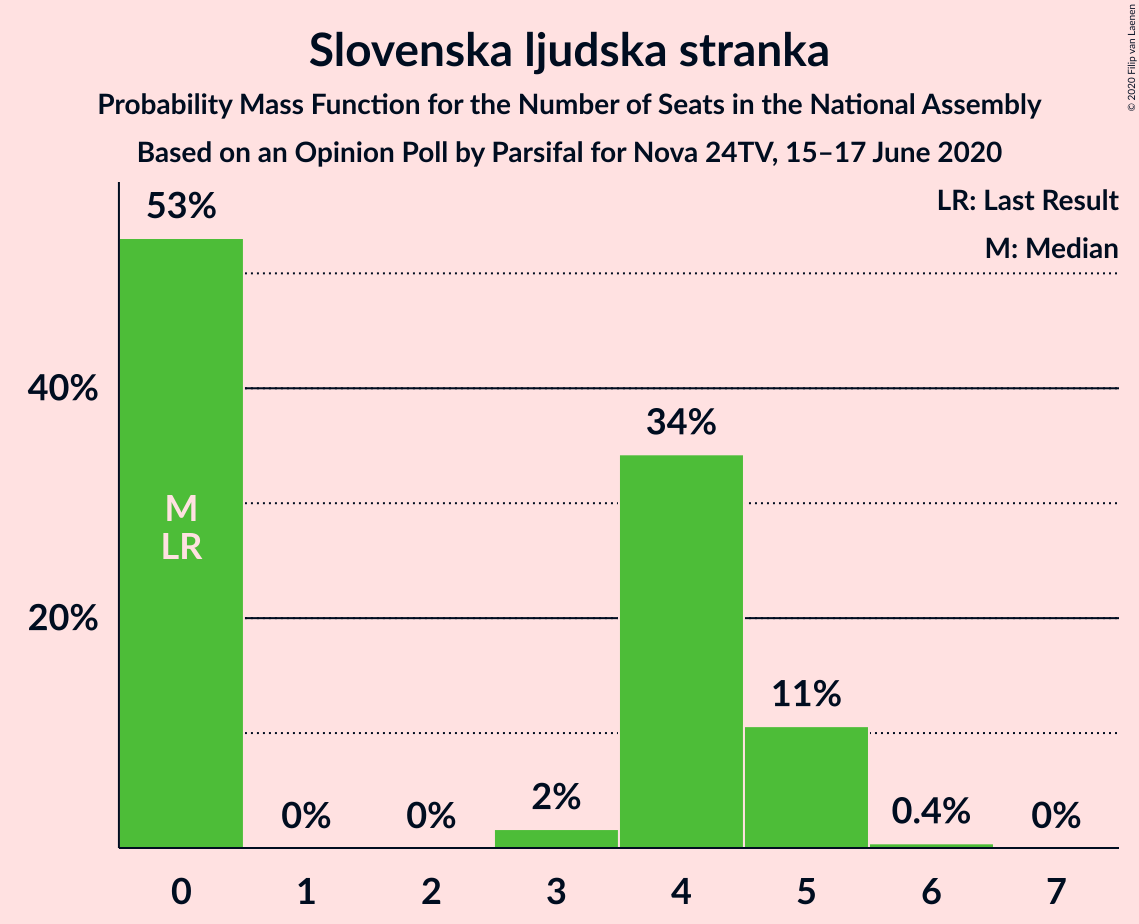 Slovenska ljudska stranka
Probability Mass Function for the Number of Seats in the National Assembly
Based on an Opinion Poll by Parsifal for Nova 24TV, 15–17 June 2020
© 2020 Filip van Laenen
LR: Last Result
M: Median
53%
40%
34%
M
LR
20%
11%
2%
0%
0%
0.4%
0%
0 1 2 3 4 5 6 7